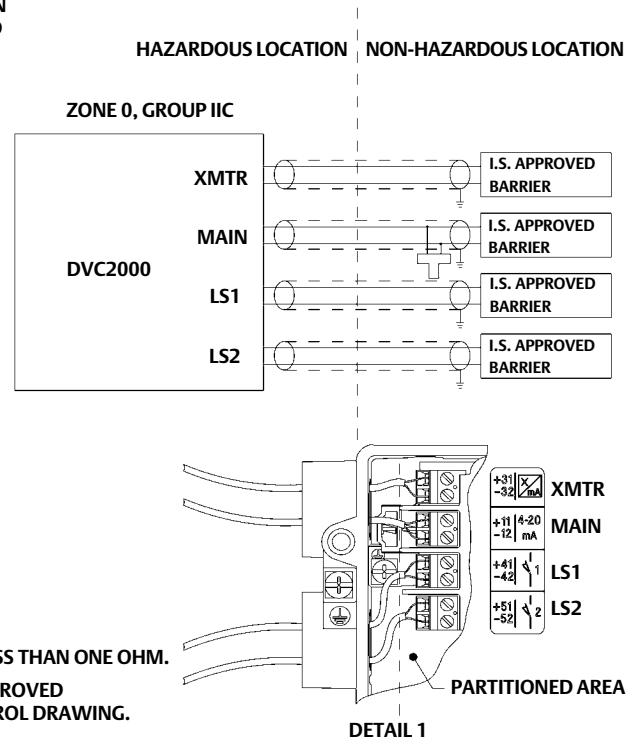 HAZARDOUS LOCATION
NON-HAZARDOUS LOCATION
ZONE 0, GROUP IIC
DVC2000
XMTR
MAIN
LS1
LS2
I.S. APPROVED
BARRIER
I.S. APPROVED
BARRIER
I.S. APPROVED
BARRIER
I.S. APPROVED
BARRIER
+31
-32
X/mA
XMTR
+11
-12
4-20
mA
MAIN
+41
-42
1
LS1
+51
-52
2
LS2
SS THAN ONE OHM.
PROVED
ROL DRAWING.
PARTITIONED AREA
DETAIL 1